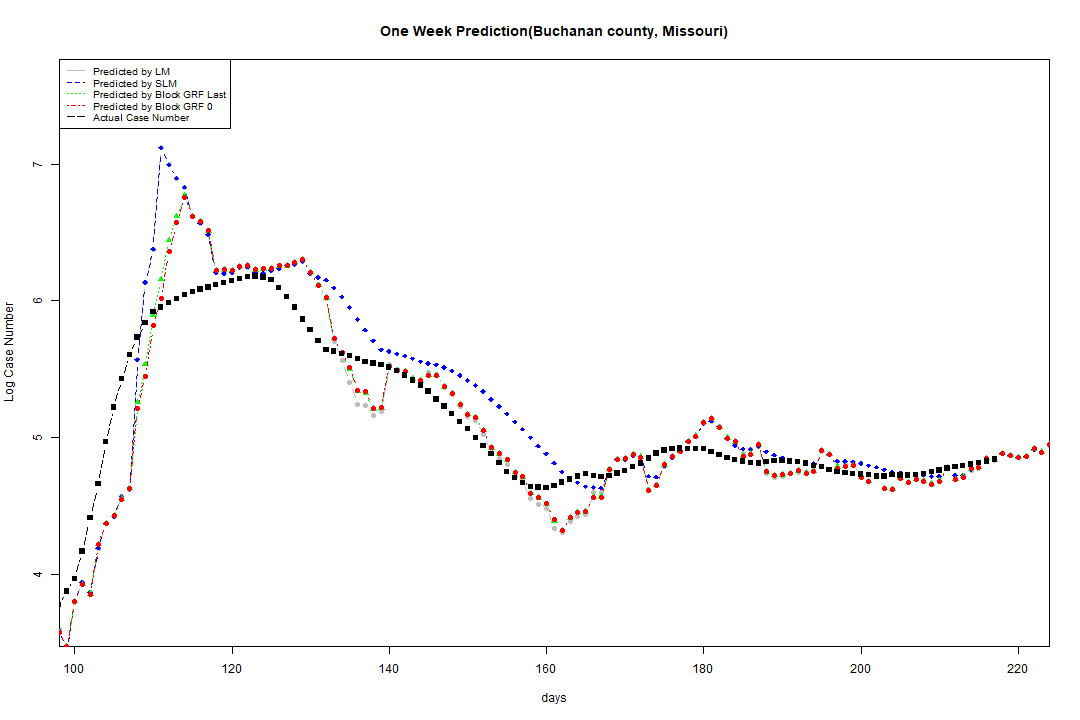 One Week Prediction(Buchanan county, Missouri)
Predicted by LM
Predicted by SLM
Predicted by Block GRF Last
Predicted by Block GRF 0
Actual Case Number
7
6
5
4
Log Case Number
100 120 140 160 180 200 220
days